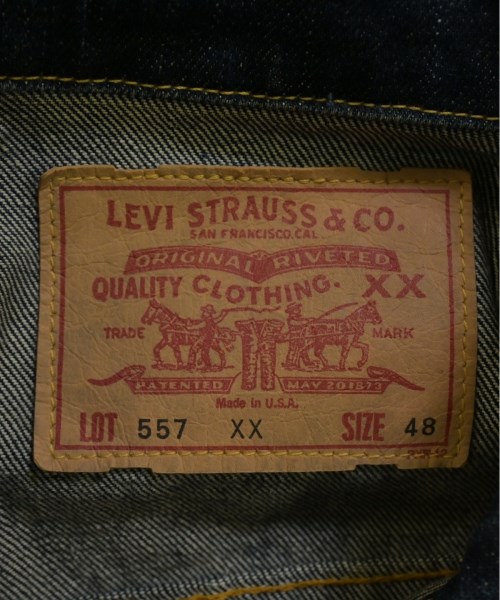 LEVI STRAUSS & CO.
SAN FRANCISCO, CAL
ORIGINAL RIVETED
QUALITY CLOTHING. XX
TRADE MARK
PATENTED MAY 20 1873
Made in U.S.A.
LOT 557 XX SIZE 48